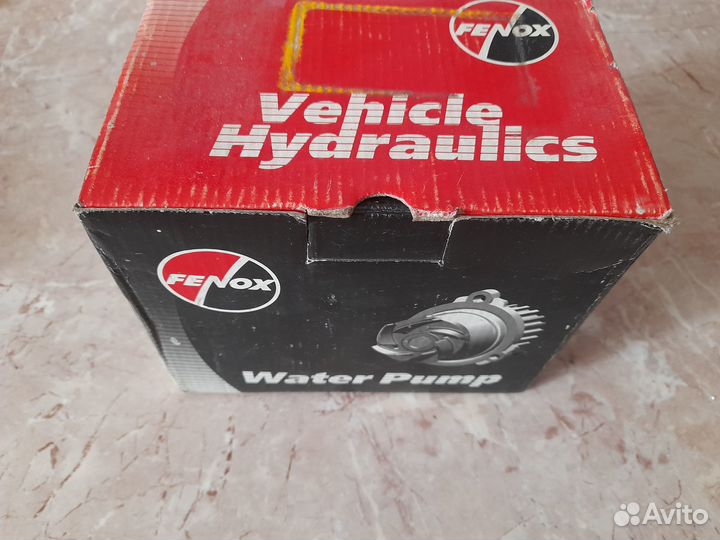 FENOX
Vehicle
Hydraulics
FENOX
Water Pump
Avito